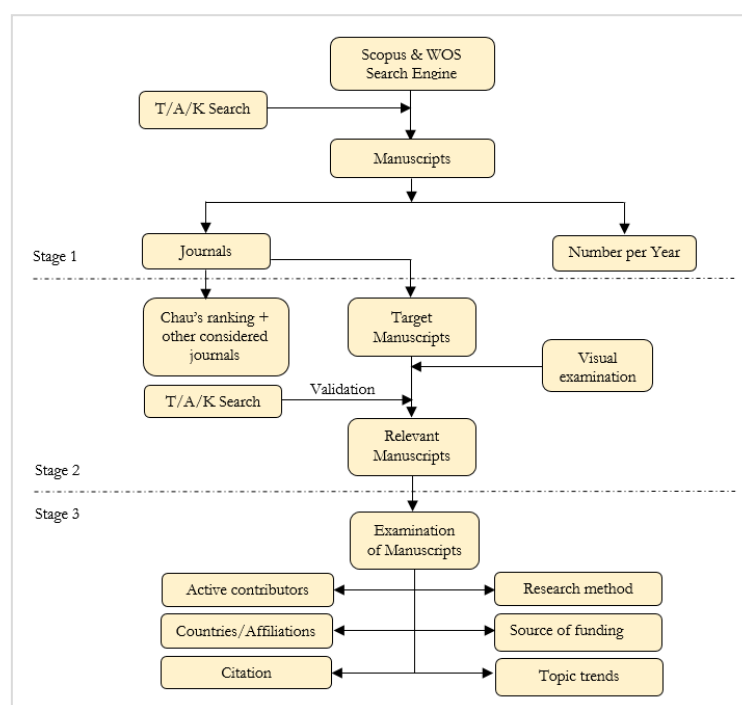 Scopus & WOS
Search Engine
T/A/K Search
Manuscripts
Stage 1
Journals
Number per Year
Chau's ranking +
other considered
journals
Target
Manuscripts
Visual
examination
T/A/K Search
Validation
Relevant
Manuscripts
Stage 2
Stage 3
Examination
of Manuscripts
Active contributors
Research method
Countries/Affiliations
Source of funding
Citation
Topic trends